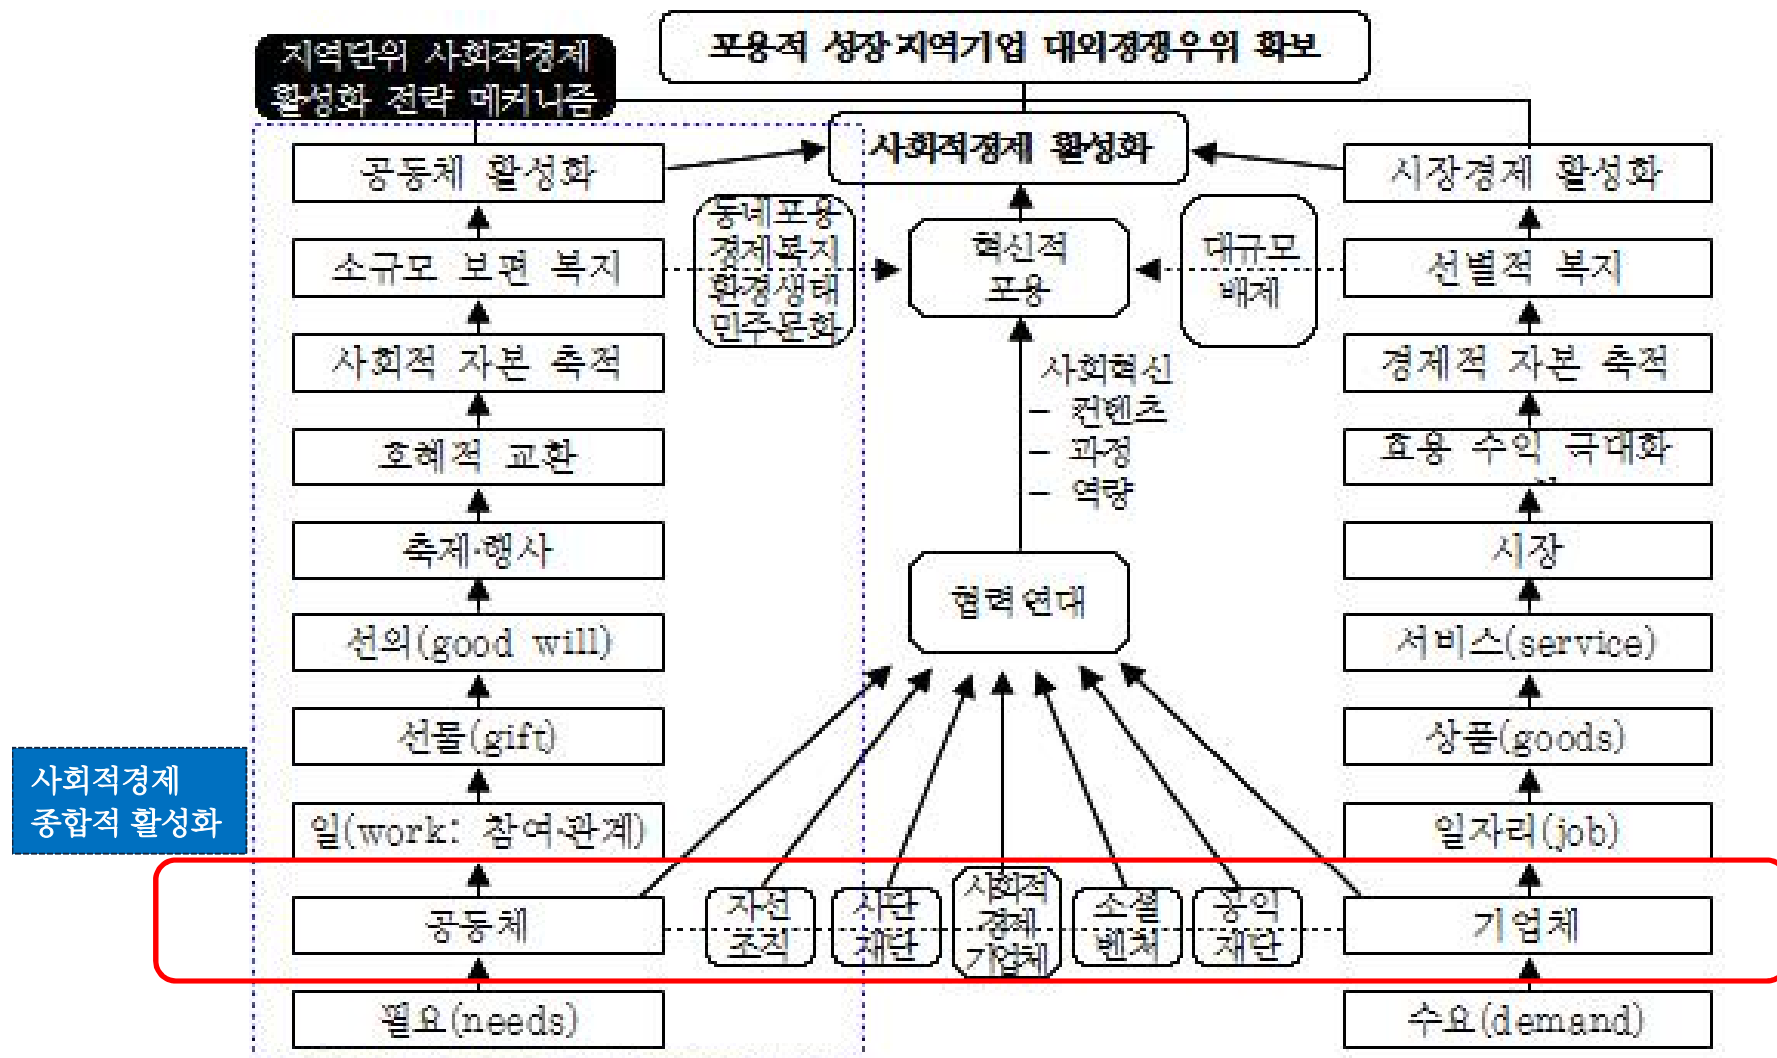 포용적 성장·지역기업 대외경쟁우위 확보
지역단위 사회적경제
활성화 전략 메커니즘
사회적경제 활성화
공동체 활성화
시장경제 활성화
동네포용
경제복지
환경생태
민주문화
혁신적
포용
대규모
배제
소규모 보편 복지
선별적 복지
사회적 자본 축적
경제적 자본 축적
사회혁신
- 컨텐츠
- 과정
- 역량
호혜적 교환
효용 수익 극대화
축제·행사
시장
협력연대
선의(good will)
서비스(service)
선물(gift)
상품(goods)
사회적경제
종합적 활성화
일(work: 참여·관계)
일자리(job)
공동체
자선
조직
사단
재단
사회적
경제
기업체
소셜
벤처
공익
재단
기업체
필요(needs)
수요(demand)